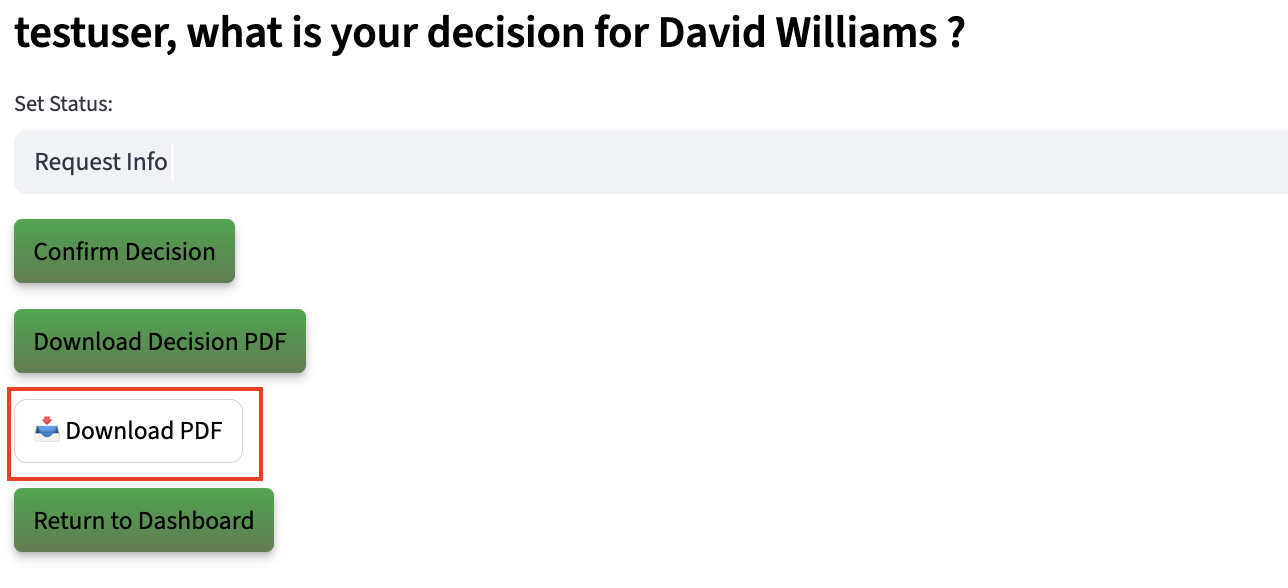 testuser, what is your decision for David Williams ?
Set Status:
Request Info
Confirm Decision
Download Decision PDF
Download PDF
Return to Dashboard